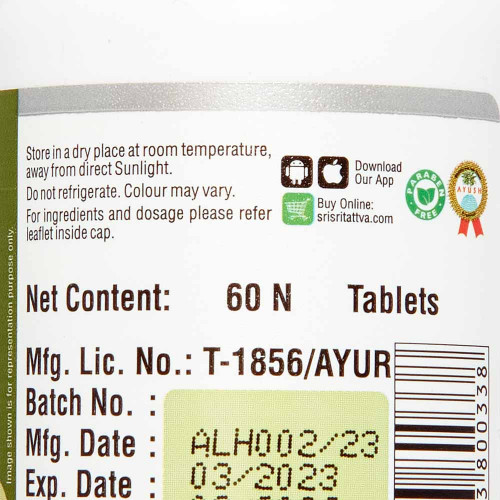 Store in a dry place at room temperature,
away from direct Sunlight.
Do not refrigerate. Colour may vary.
For ingredients and dosage please refer
leaflet inside cap.
Download
Our App
Buy Online:
srisritattva.com
PARABEN
FREE
AYUSH
Net Content: 60 N Tablets
Mfg. Lic. No.: T-1856/AYUR
Batch No. : ALH002/23
Mfg. Date : 03/2023
Exp. Date :
800338
Image shown is for representation purpose only.